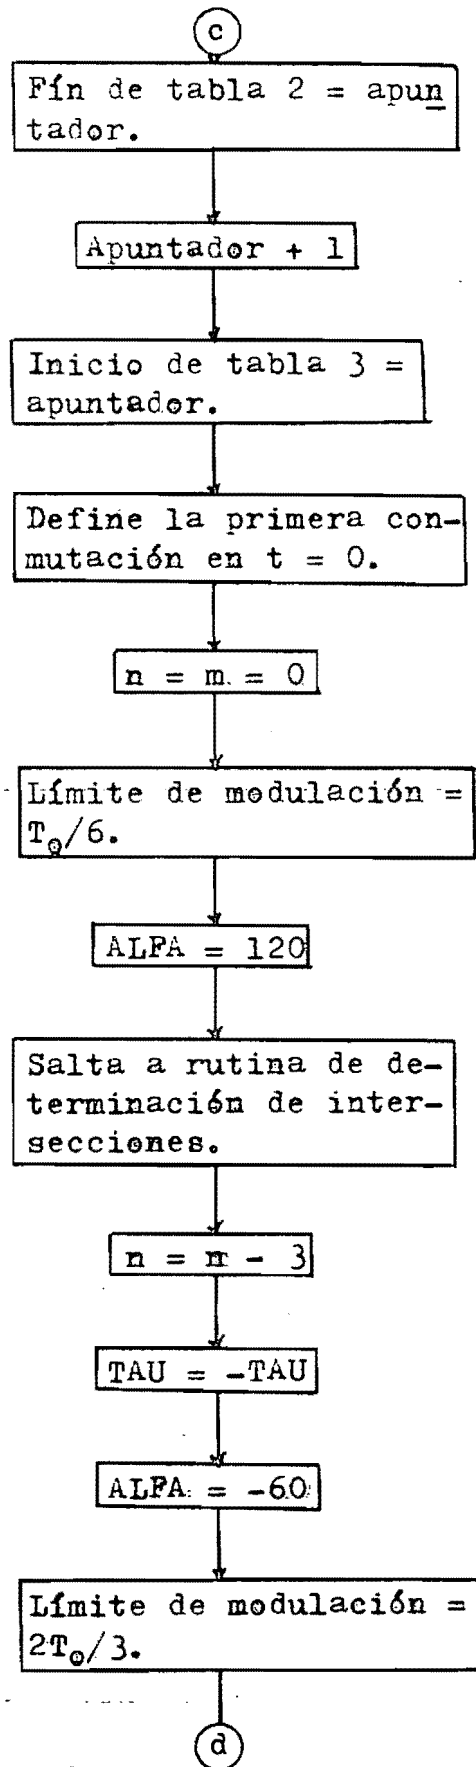 c
Fín de tabla 2 = apun
tador.
Apuntador + 1
Inicio de tabla 3 =
apuntador.
Define la primera con-
mutación en t = 0.
n = m = 0
Límite de modulación =
T₀/6.
ALFA = 120
Salta a rutina de de-
terminación de inter-
secciones.
n = n - 3
TAU = -TAU
ALFA = -60
Límite de modulación =
2T₀/3.
d